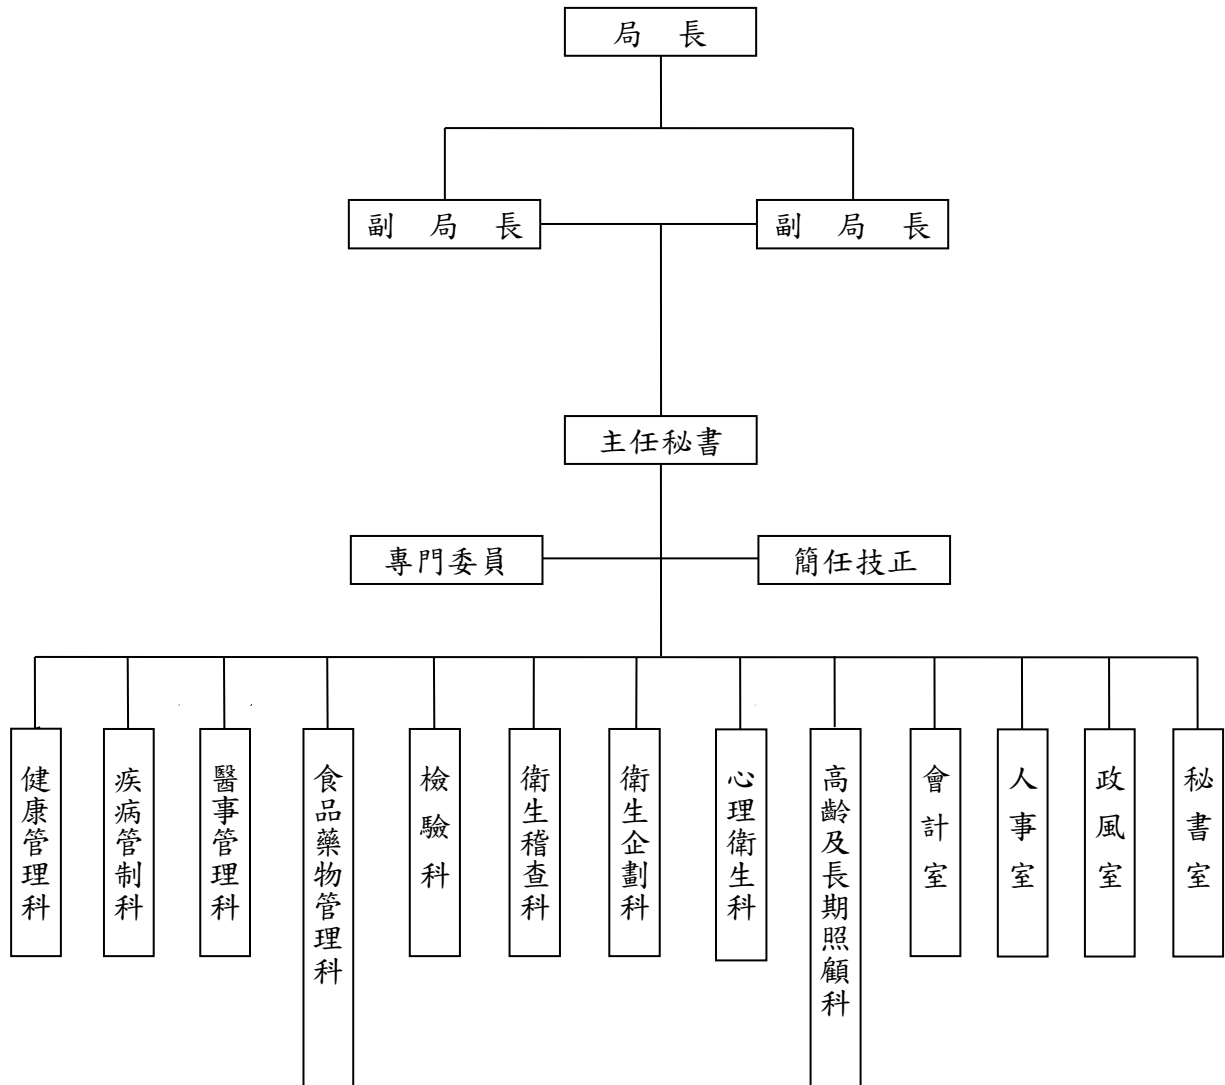 局 長
副 局 長
副 局 長
主任秘書
專門委員
簡任技正
健康管理科
疾病管制科
醫事管理科
食品藥物管理科
檢驗科
衛生稽查科
衛生企劃科
心理衛生科
高齡及長期照顧科
會計室
人事室
政風室
秘書室